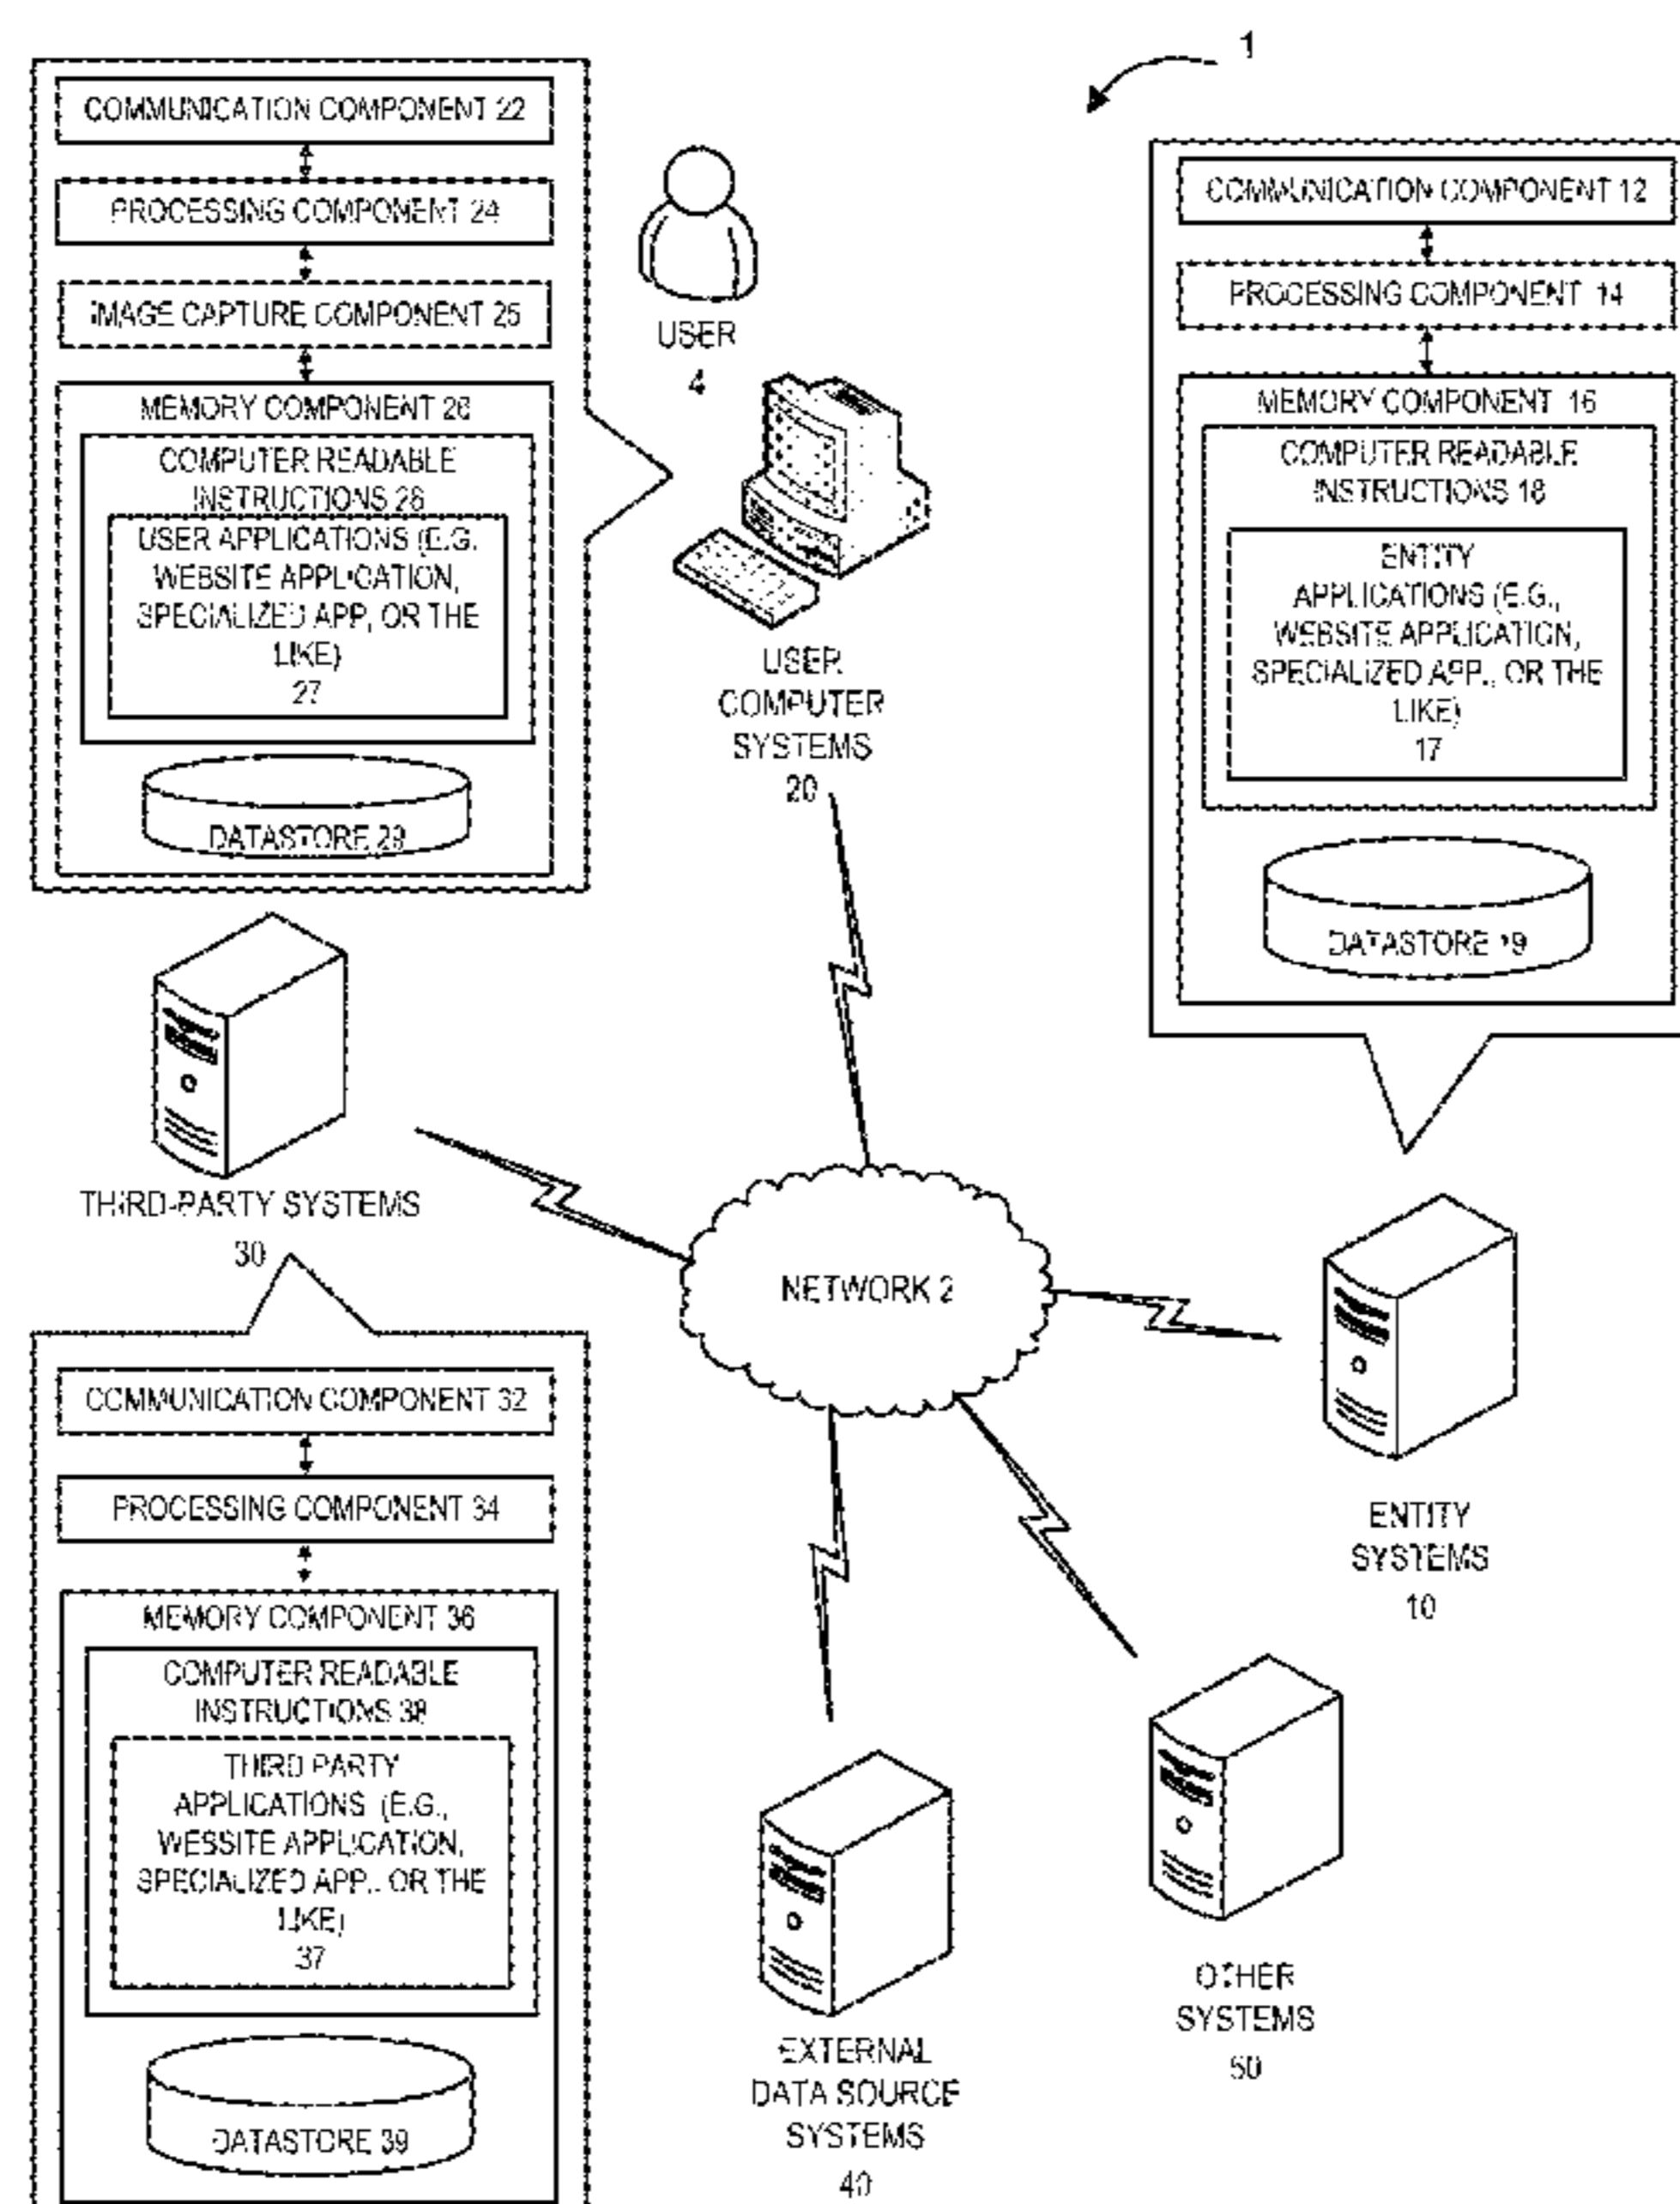 1
COMMUNICATION COMPONENT 22
PROCESSING COMPONENT 24
IMAGE CAPTURE COMPONENT 25
MEMORY COMPONENT 26
COMPUTER READABLE
INSTRUCTIONS 28
USER APPLICATIONS (E.G.
WEBSITE APPLICATION,
SPECIALIZED APP, OR THE
LIKE)
27
DATASTORE 29
USER
4
USER
COMPUTER
SYSTEMS
20
COMMUNICATION COMPONENT 12
PROCESSING COMPONENT 14
MEMORY COMPONENT 16
COMPUTER READABLE
INSTRUCTIONS 18
ENTITY
APPLICATIONS (E.G.,
WEBSITE APPLICATION,
SPECIALIZED APP., OR THE
LIKE)
17
DATASTORE 19
THIRD-PARTY SYSTEMS
30
NETWORK 2
ENTITY
SYSTEMS
10
COMMUNICATION COMPONENT 32
PROCESSING COMPONENT 34
MEMORY COMPONENT 36
COMPUTER READABLE
INSTRUCTIONS 38
THIRD PARTY
APPLICATIONS (E.G.,
WEBSITE APPLICATION,
SPECIALIZED APP., OR THE
LIKE)
37
DATASTORE 39
EXTERNAL
DATA SOURCE
SYSTEMS
40
OTHER
SYSTEMS
50